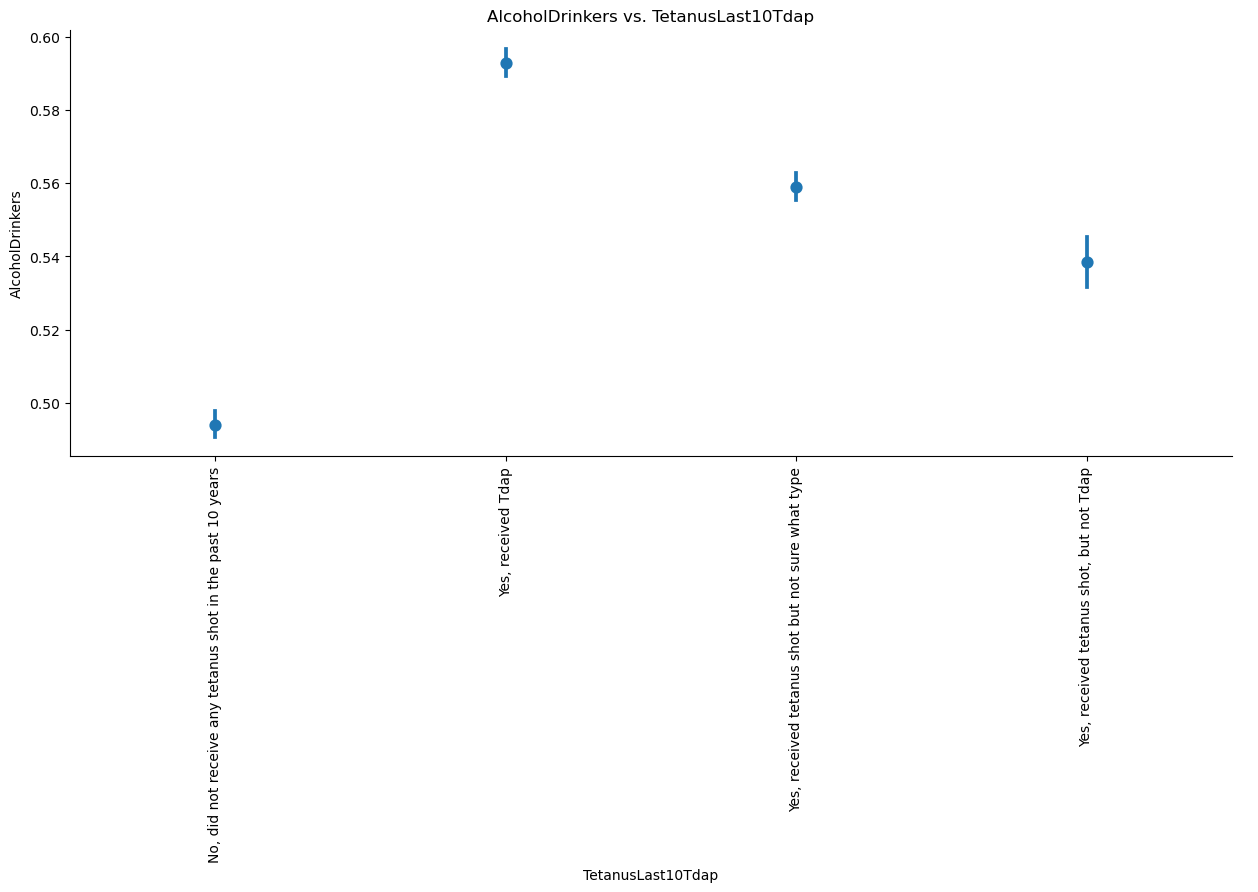 AlcoholDrinkers vs. TetanusLast10Tdap
AlcoholDrinkers
0.60
0.58
0.56
0.54
0.52
0.50
No, did not receive any tetanus shot in the past 10 years
Yes, received Tdap
Yes, received tetanus shot but not sure what type
Yes, received tetanus shot, but not Tdap
TetanusLast10Tdap